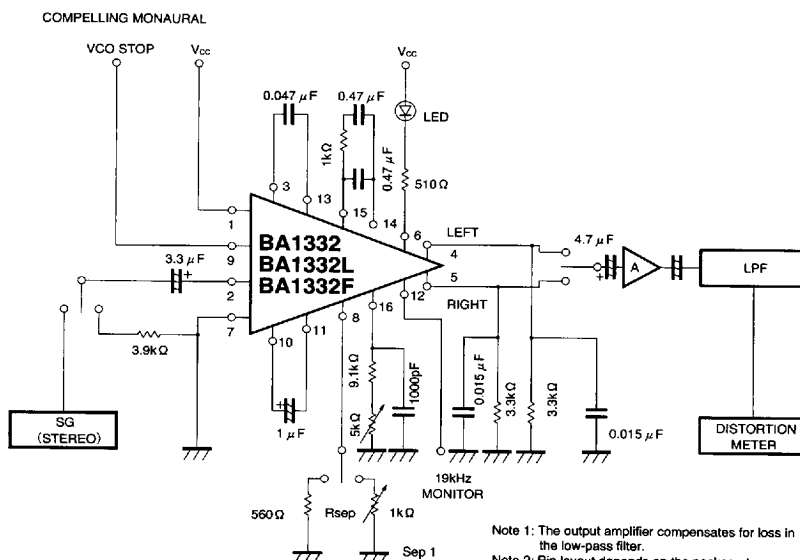 COMPELLING MONAURAL
VCO STOP
Vcc
Vcc
0.047 μF
0.47 μF
LED
1kΩ
0.47 μF
510Ω
3
13
15
14
6
1
LEFT
4
4.7 μF
BA1332
BA1332L
BA1332F
9
3.3 μF
+
2
5
+
A
LPF
RIGHT
12
7
8
16
10
11
3.9kΩ
+
1 μF
9.1kΩ
1000pF
5kΩ
0.015 μF
3.3kΩ
3.3kΩ
0.015 μF
SG
(STEREO)
DISTORTION
METER
19kHz
MONITOR
560Ω
Rsep
1kΩ
Sep 1
Note 1: The output amplifier compensates for loss in
the low-pass filter.